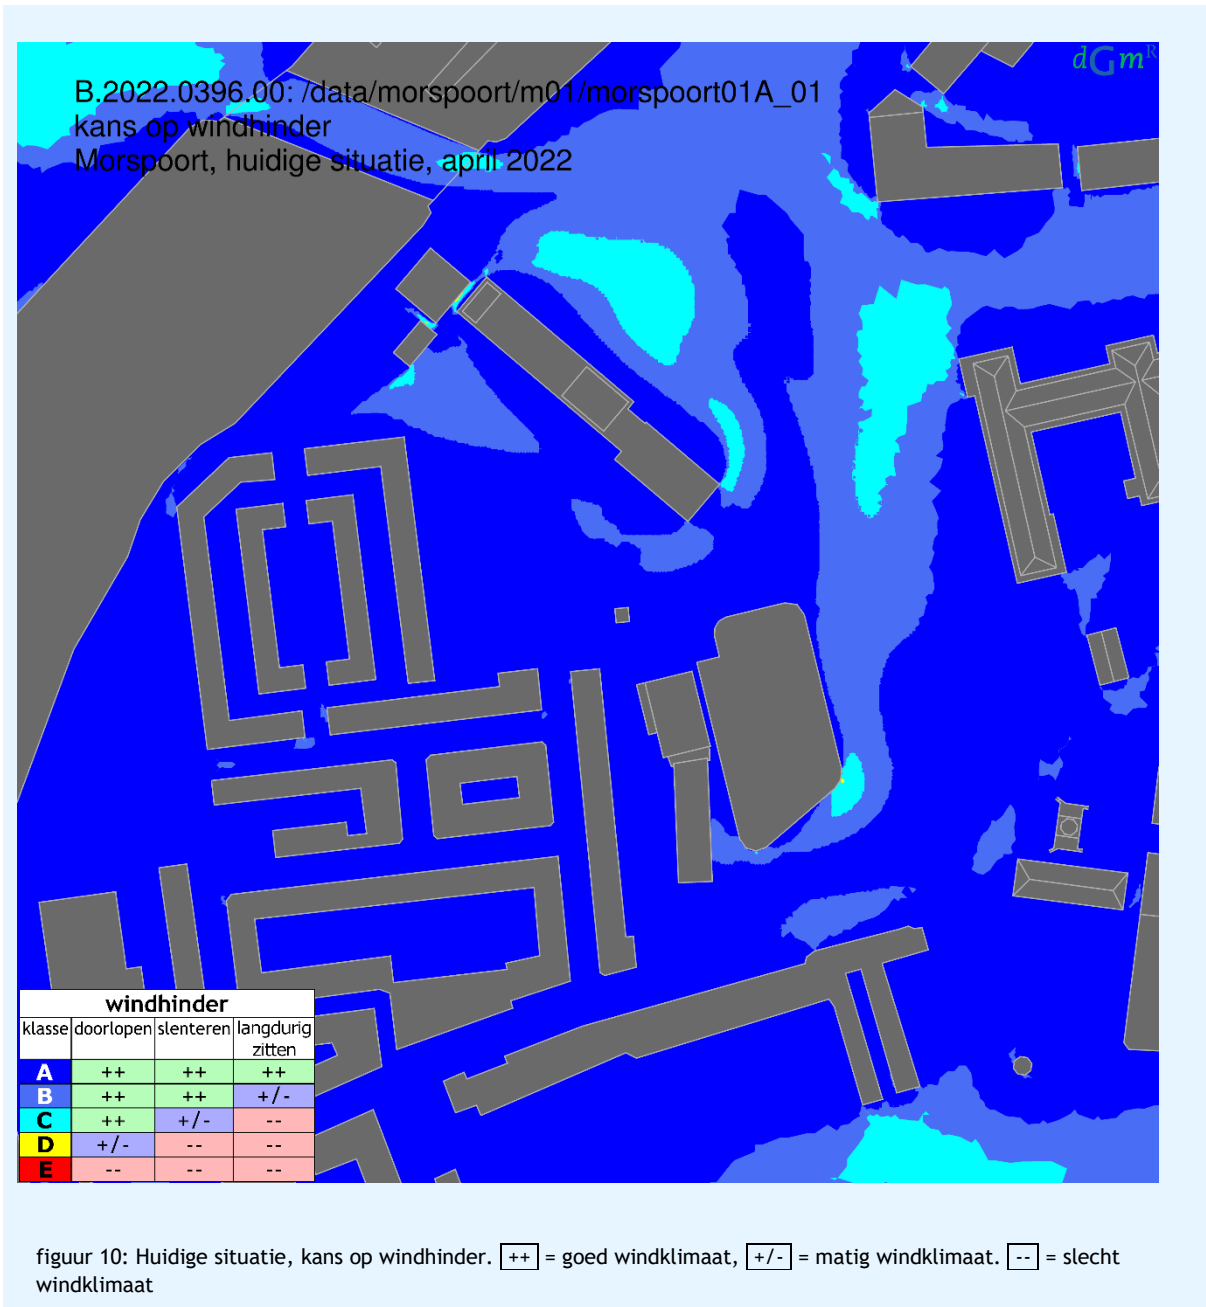 dGmR
B.2022.0396.00: /data/morspoort/m01/morspoort01A_01
kans op windhinder
Morspoort, huidige situatie, april 2022
windhinder
klasse doorlopen slenteren langdurig zitten
A ++ ++ ++
B ++ ++ +/-
C ++ +/- --
D +/- -- --
E -- -- --
figuur 10: Huidige situatie, kans op windhinder. ++ = goed windklimaat, +/- = matig windklimaat. -- = slecht
windklimaat